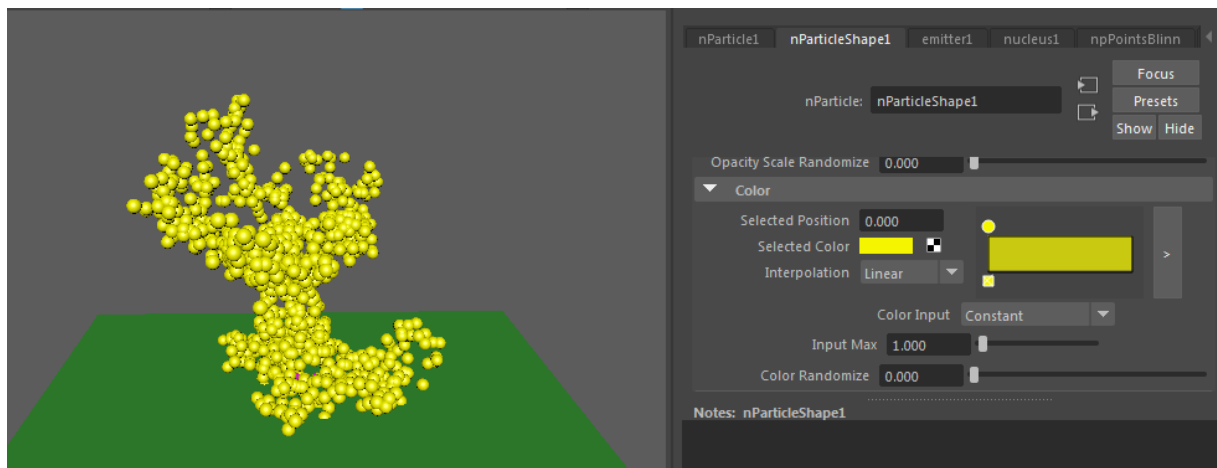 nParticle1 nParticleShape1 emitter1 nucleus1 npPointsBlinn
nParticle: nParticleShape1
Focus
Presets
Show Hide
Opacity Scale Randomize 0.000
Color
Selected Position 0.000
Selected Color
Interpolation Linear
>
Color Input Constant
Input Max 1.000
Color Randomize 0.000
Notes: nParticleShape1